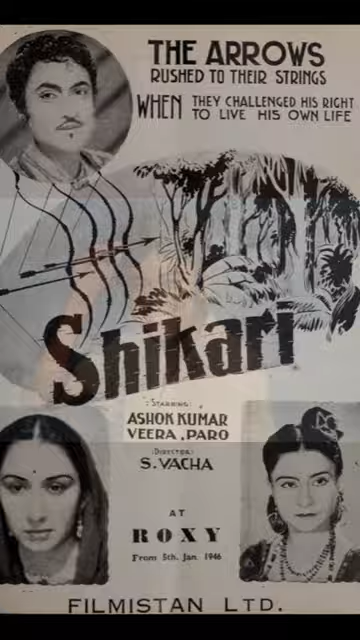 THE ARROWS
RUSHED TO THEIR STRINGS
WHEN THEY CHALLENGED HIS RIGHT
TO LIVE HIS OWN LIFE
Shikari
: STARRING: ,
ASHOK KUMAR
VEERA , PARO
:DIRECTOR:
S. VACHA
AT
ROXY
From 5th. Jan. 1946
FILMISTAN LTD.